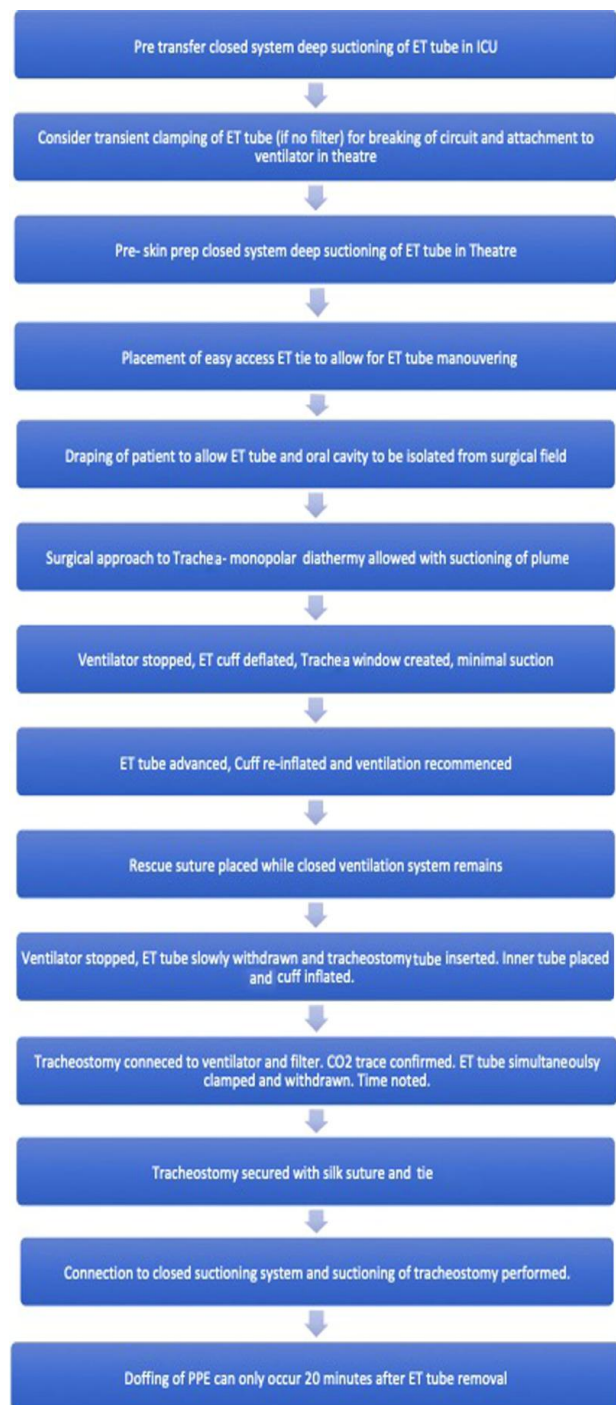 Pre transfer closed system deep suctioning of ET tube in ICU
Consider transient clamping of ET tube (if no filter) for breaking of circuit and attachment to
ventilator in theatre
Pre- skin prep closed system deep suctioning of ET tube in Theatre
Placement of easy access ET tie to allow for ET tube manouvering
Draping of patient to allow ET tube and oral cavity to be isolated from surgical field
Surgical approach to Trachea- monopolar diathermy allowed with suctioning of plume
Ventilator stopped, ET cuff deflated, Trachea window created, minimal suction
ET tube advanced, Cuff re-inflated and ventilation recommenced
Rescue suture placed while closed ventilation system remains
Ventilator stopped, ET tube slowly withdrawn and tracheostomy tube inserted. Inner tube placed
and cuff inflated.
Tracheostomy conneced to ventilator and filter. CO2 trace confirmed. ET tube simultaneoulsy
clamped and withdrawn. Time noted.
Tracheostomy secured with silk suture and tie
Connection to closed suctioning system and suctioning of tracheostomy performed.
Doffing of PPE can only occur 20 minutes after ET tube removal